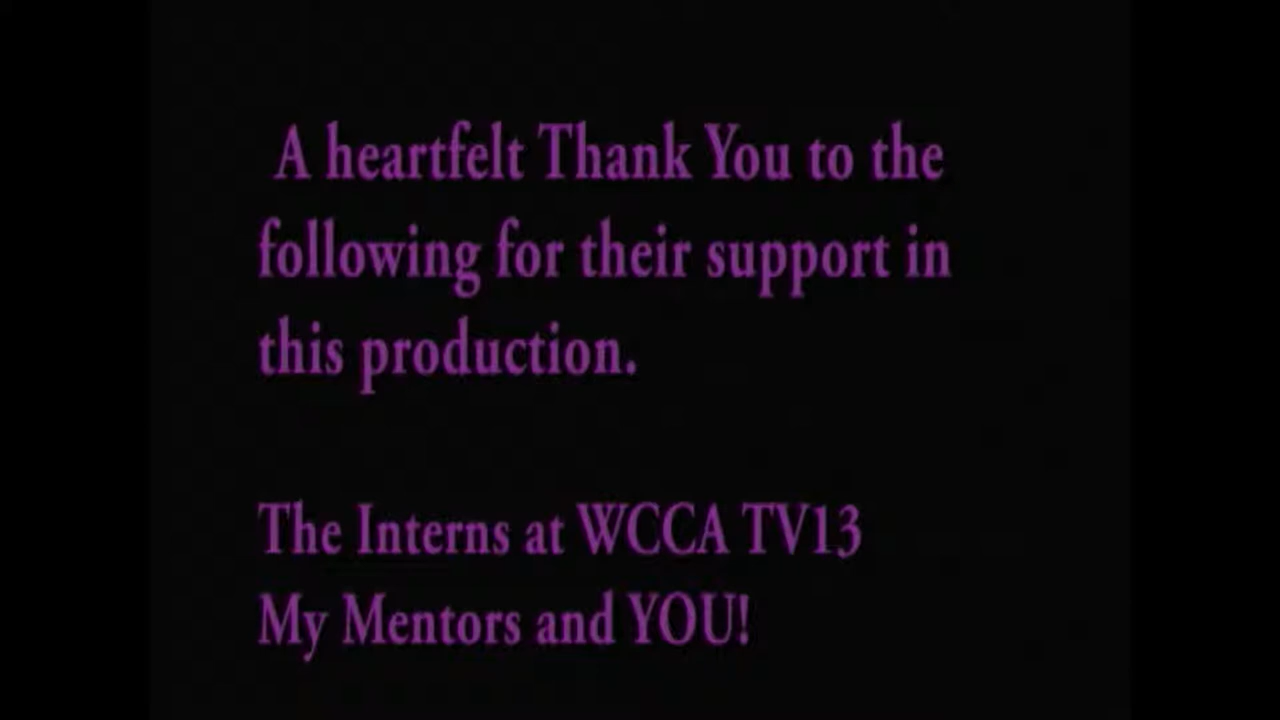 A heartfelt Thank You to the
following for their support in
this production.
The Interns at WCCA TV13
My Mentors and YOU!